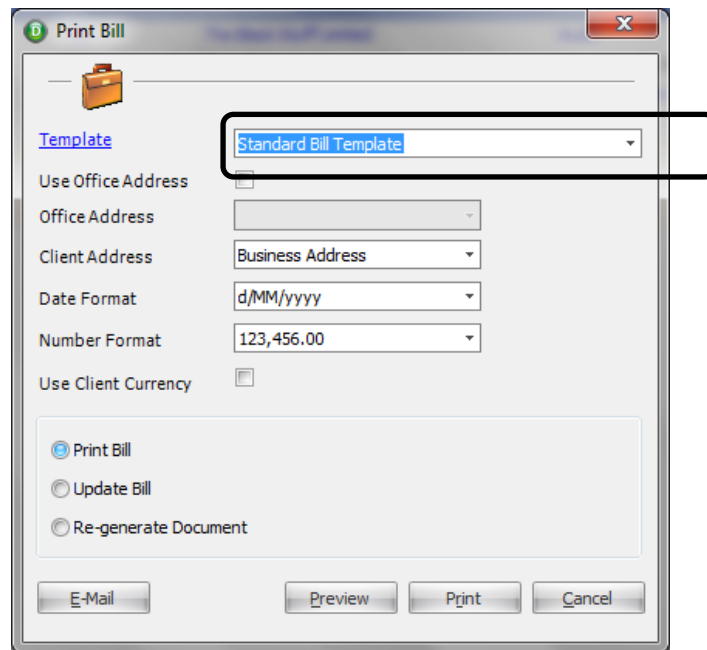 Print Bill
Template
Standard Bill Template
Use Office Address
Office Address
Client Address
Business Address
Date Format
d/MM/yyyy
Number Format
123,456.00
Use Client Currency
Print Bill
Update Bill
Re-generate Document
E-Mail
Preview
Print
Cancel